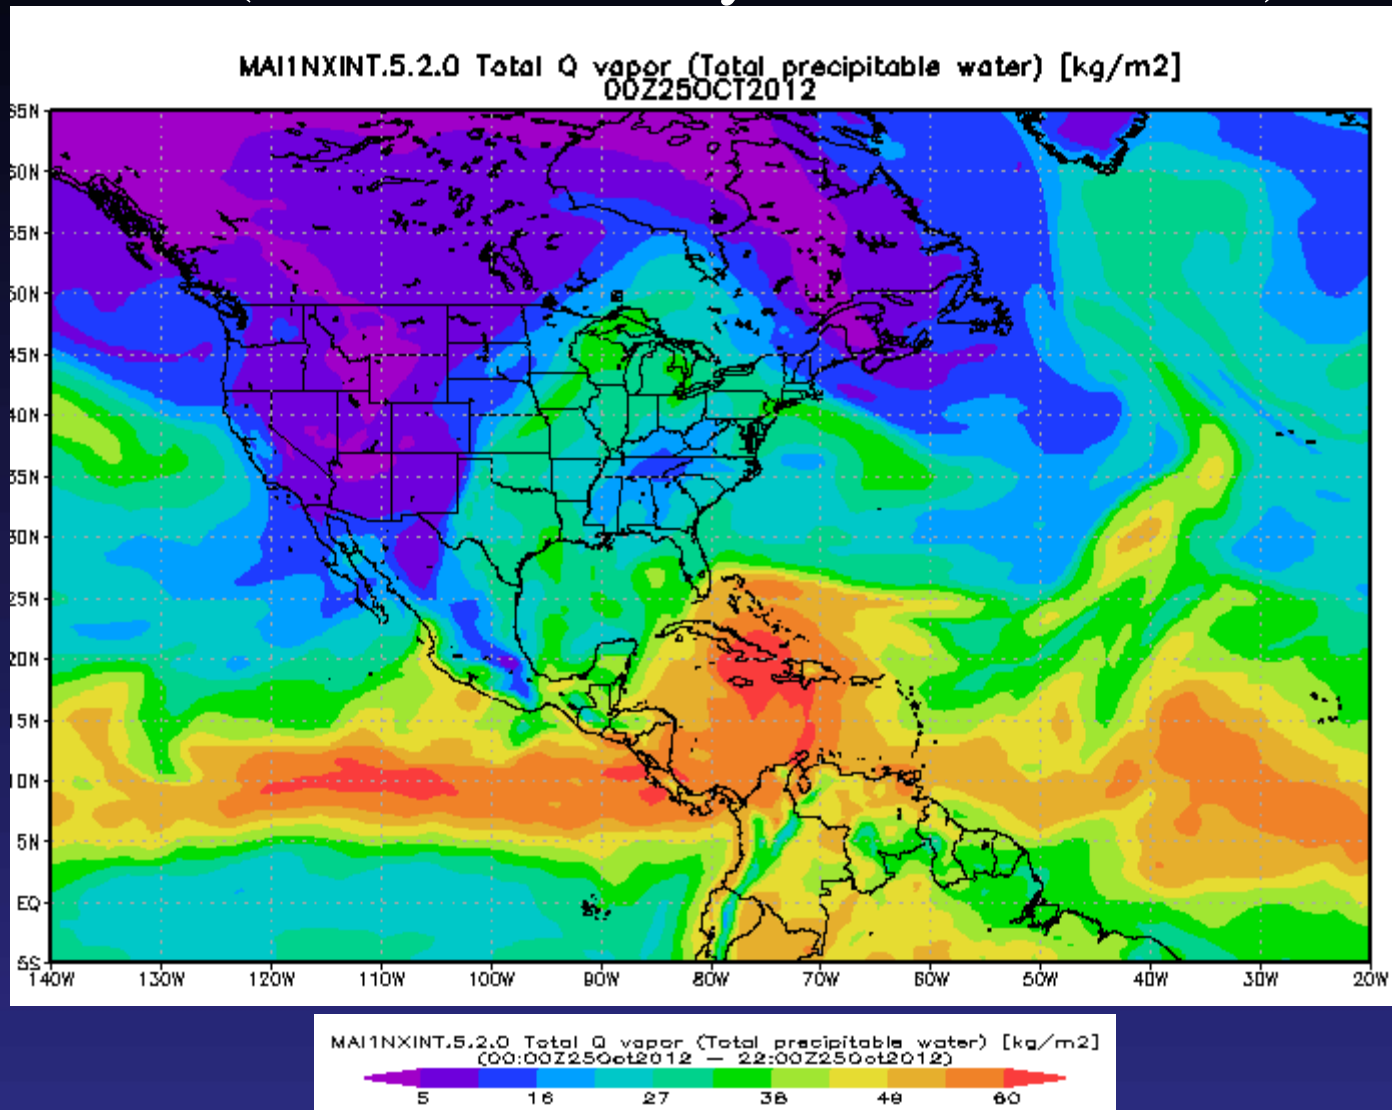 MAI1NXINT.5.2.0 Total Q vapor (Total precipitable water) [kg/m2]
00Z25OCT2012
65N
60N
55N
50N
45N
40N
35N
30N
25N
20N
15N
10N
5N
EQ
5S
140W 130W 120W 110W 100W 90W 80W 70W 60W 50W 40W 30W 20W
MAI1NXINT.5.2.0 Total Q vapor (Total precipitable water) [kg/m2]
(00:00Z25Oct2012 – 22:00Z25Oct2012)
5 16 27 38 49 60